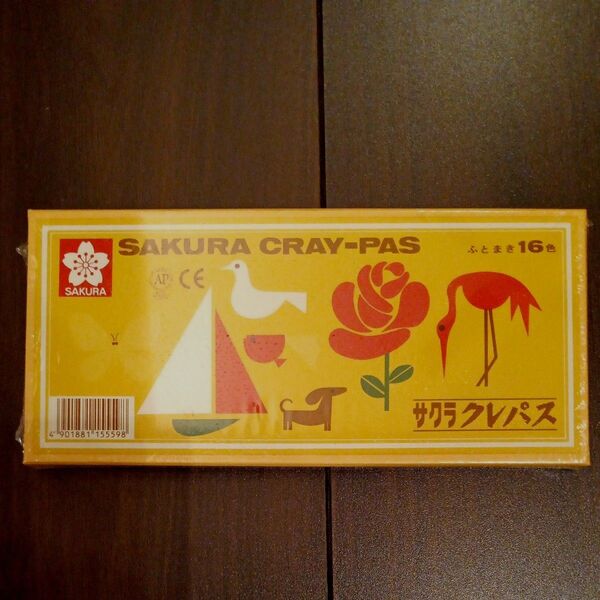 SAKURA CRAY-PAS
ふとまき16色
SAKURA
AP CE
サクラクレパス
4 901881 155598